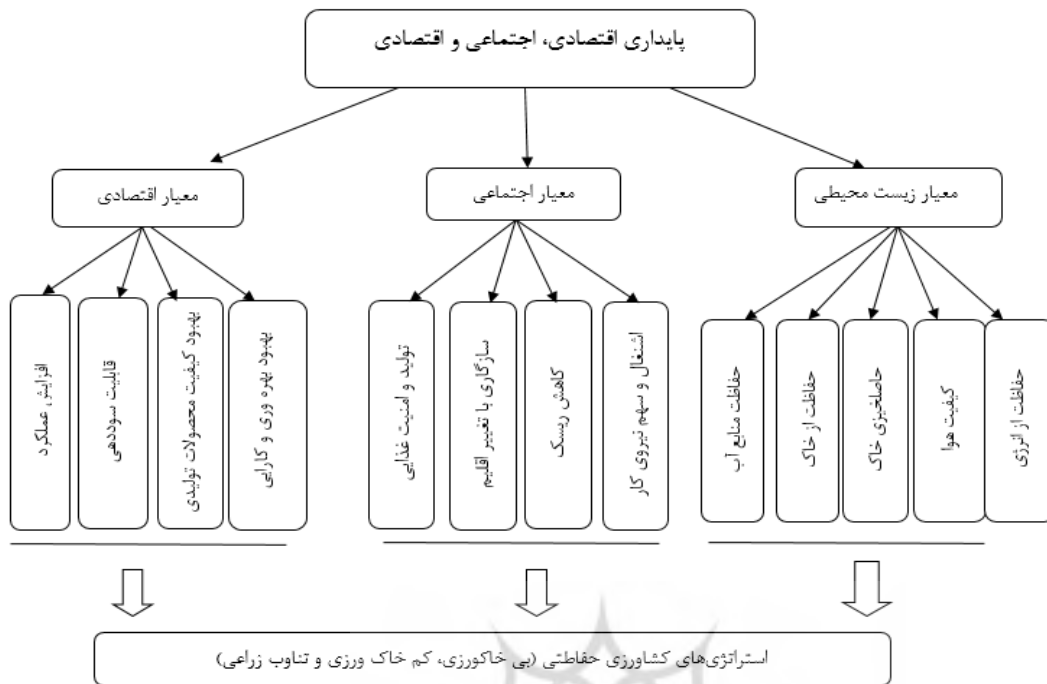 پایداری اقتصادی، اجتماعی و اقتصادی
معیار زیست محیطی
معیار اجتماعی
معیار اقتصادی
حفاظت از انرژی
کیفیت هوا
حاصلخیزی خاک
حفاظت از خاک
حفاظت منابع آب
اشتغال و سهم نیروی کار
کاهش ریسک
سازگاری با تغییر اقلیم
تولید و امنیت غذایی
بهبود بهره وری و کارایی
بهبود کیفیت محصولات تولیدی
قابلیت سوددهی
افزایش عملکرد
استراتژی‌های کشاورزی حفاطتی (بی خاکورزی، کم خاک ورزی و تناوب زراعی)